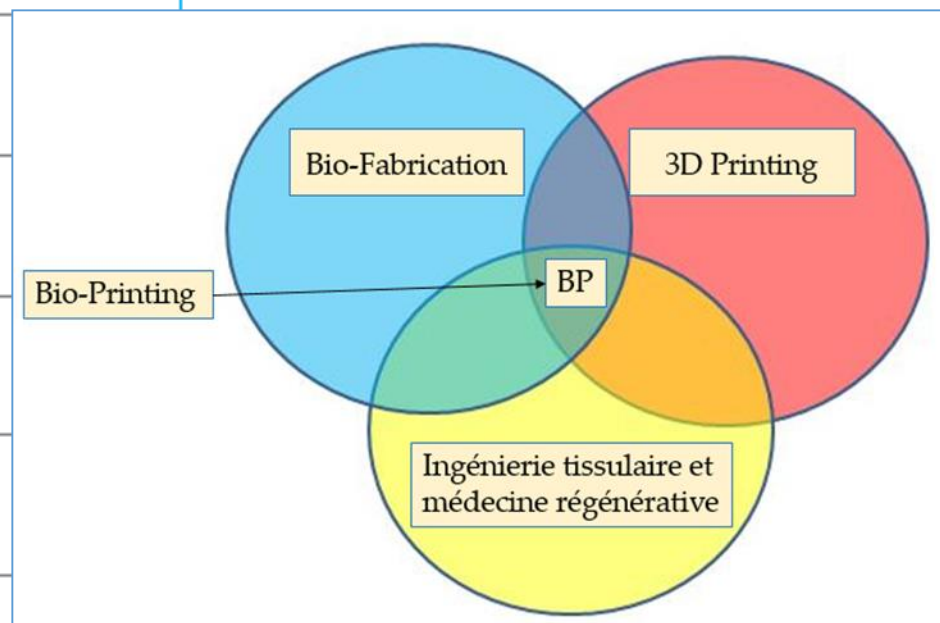 Bio-Fabrication
3D Printing
Bio-Printing
BP
Ingénierie tissulaire et
médecine régénérative